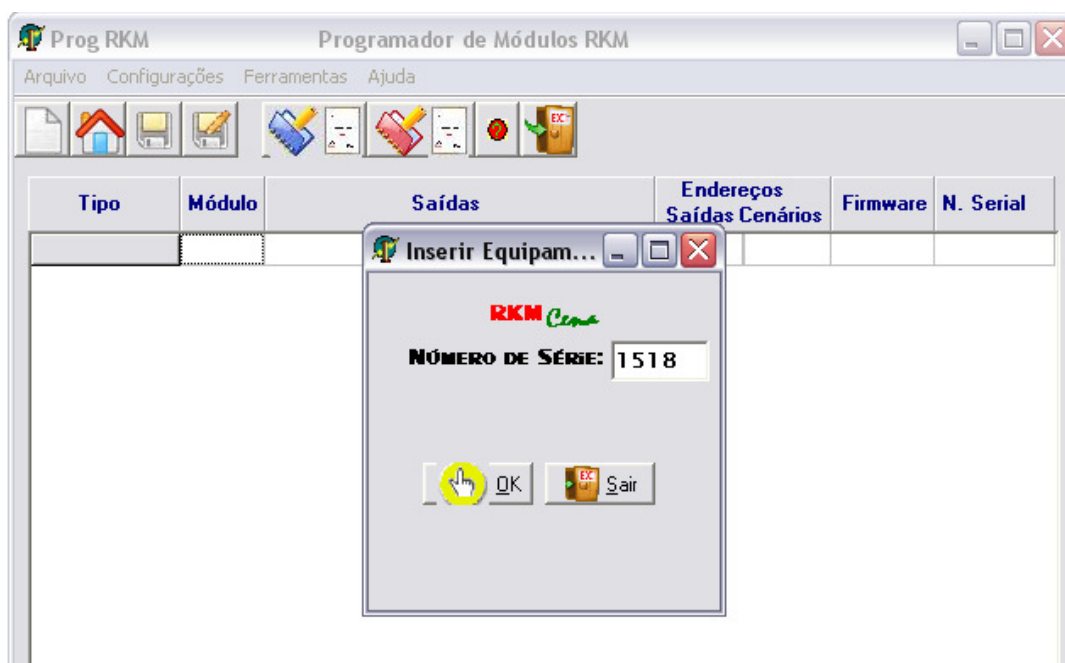 Prog RKM Programador de Módulos RKM
Arquivo Configurações Ferramentas Ajuda
EXIT
Tipo Módulo Saídas Endereços Saídas Cenários Firmware N. Serial
Inserir Equipam...
RKM Cena
NÚMERO DE SÉRIE: 1518
OK Sair